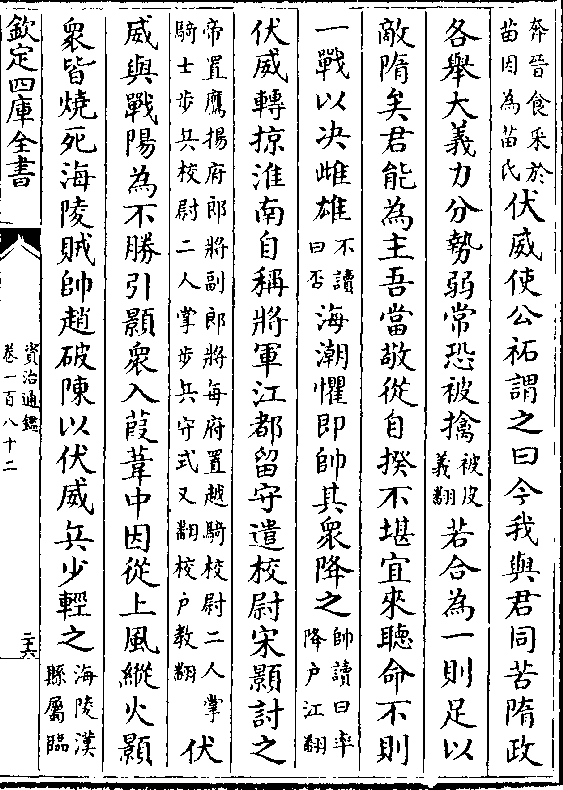 奔晉食采於
苗因為苗氏
伏威使公祏謂之曰今我與君同苦隋政
各舉大義力分勢弱常恐被擒
被皮
義翻
若合為一則足以
敵隋矣君能為主吾當敬從自揆不堪宜來聽命不則
一戰以決雌雄
不讀
曰否
海潮懼即帥其衆降之
帥讀曰率
降户江翻
伏威轉掠淮南自稱將軍江都留守遣校尉宋顥討之
帝置鷹揚府郎將副郎將每府置越騎校尉二人掌
騎士步兵校尉二人掌步兵守式又翻校户教翻
伏
威與戰陽為不勝引顥衆入葭葦中因從上風縱火顥
衆皆燒死海陵賊帥趙破陳以伏威兵少輕之
海陵漢
縣屬臨
欽定四庫全書
資治通鑑
卷一百八十二
二十六